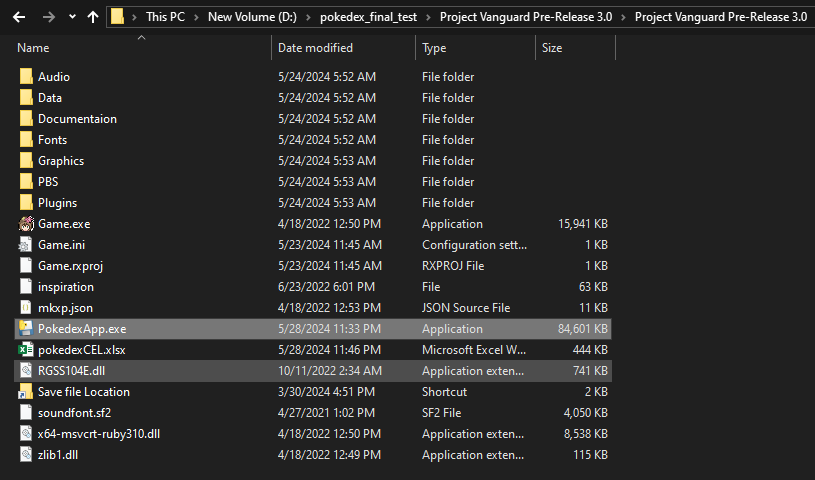 This PC > New Volume (D:) > pokedex_final_test > Project Vanguard Pre-Release 3.0 > Project Vanguard Pre-Release 3.0
Name Date modified Type Size
Audio 5/24/2024 5:52 AM File folder
Data 5/24/2024 5:52 AM File folder
Documentaion 5/24/2024 5:52 AM File folder
Fonts 5/24/2024 5:52 AM File folder
Graphics 5/24/2024 5:53 AM File folder
PBS 5/24/2024 5:53 AM File folder
Plugins 5/24/2024 5:53 AM File folder
Game.exe 4/18/2022 12:50 PM Application 15,941 KB
Game.ini 5/23/2024 11:45 AM Configuration sett... 1 KB
Game.rxproj 5/23/2024 11:45 AM RXPROJ File 1 KB
inspiration 6/23/2022 6:01 PM File 63 KB
mkxp.json 4/18/2022 12:53 PM JSON Source File 11 KB
PokedexApp.exe 5/28/2024 11:33 PM Application 84,601 KB
pokedexCEL.xlsx 5/28/2024 11:46 PM Microsoft Excel W... 444 KB
RGSS104E.dll 10/11/2022 2:34 AM Application exten... 741 KB
Save file Location 3/30/2024 4:51 PM Shortcut 2 KB
soundfont.sf2 4/27/2021 1:02 PM SF2 File 4,050 KB
x64-msvcrt-ruby310.dll 4/18/2022 12:50 PM Application exten... 8,538 KB
zlib1.dll 4/18/2022 12:49 PM Application exten... 115 KB